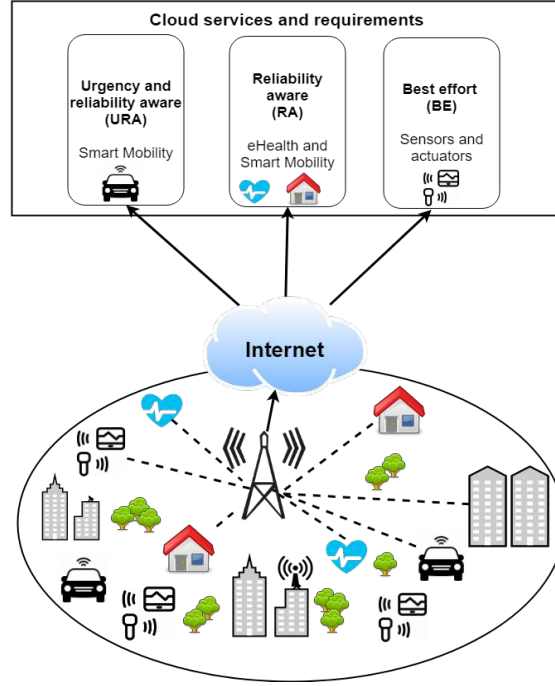 Cloud services and requirements
Urgency and
reliability aware
(URA)
Smart Mobility
Reliability
aware
(RA)
eHealth and
Smart Mobility
Best effort
(BE)
Sensors and
actuators
Internet